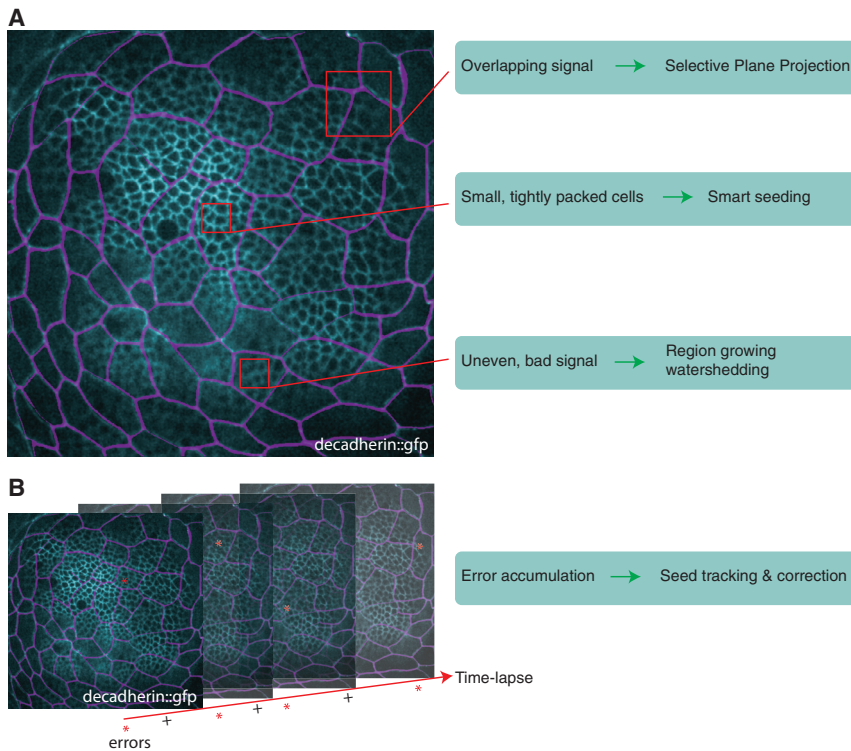 A
Overlapping signal → Selective Plane Projection
Small, tightly packed cells → Smart seeding
Uneven, bad signal → Region growing
watershedding
decadherin::gfp
B
* * * *
Error accumulation → Seed tracking & correction
decadherin::gfp
Time-lapse
* + * + * + *
errors